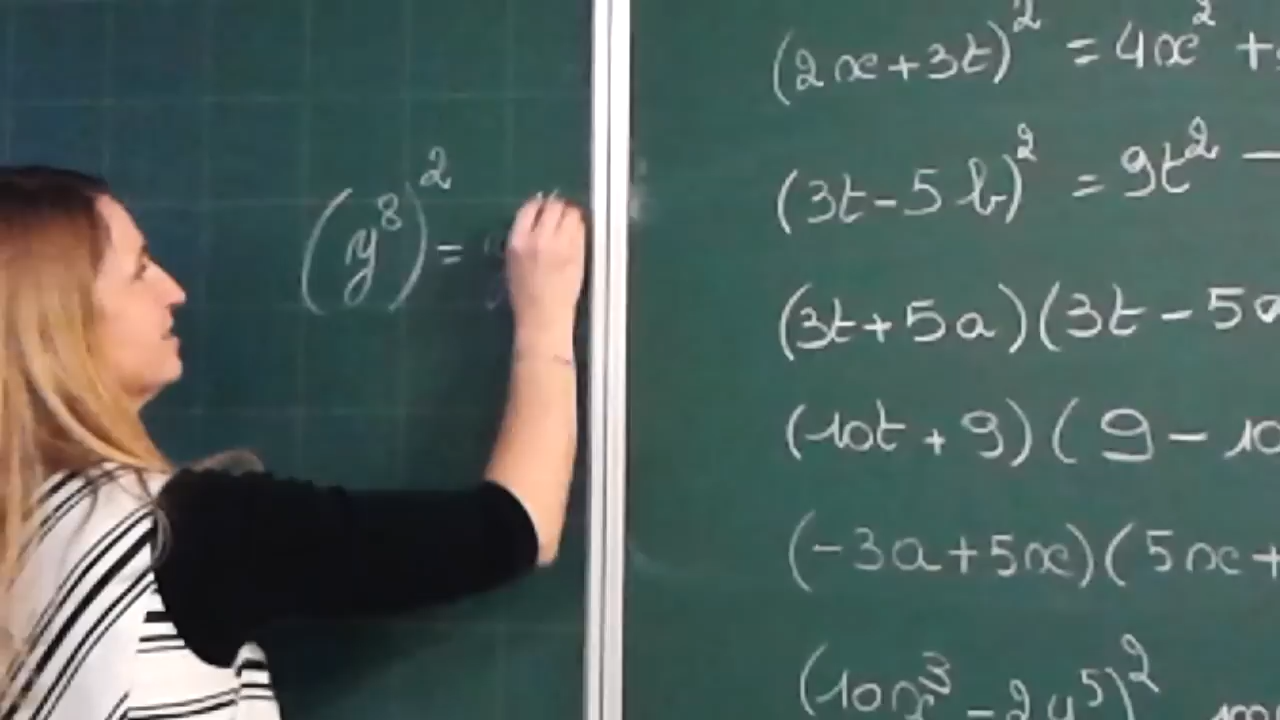 (y⁸)² =
(2x+3t)² = 4x² +
(3t-5b)² = 9t² -
(3t+5a)(3t-5a
(10t+9)(9-10
(-3a+5x)(5x+
(10x³-2y⁵)²